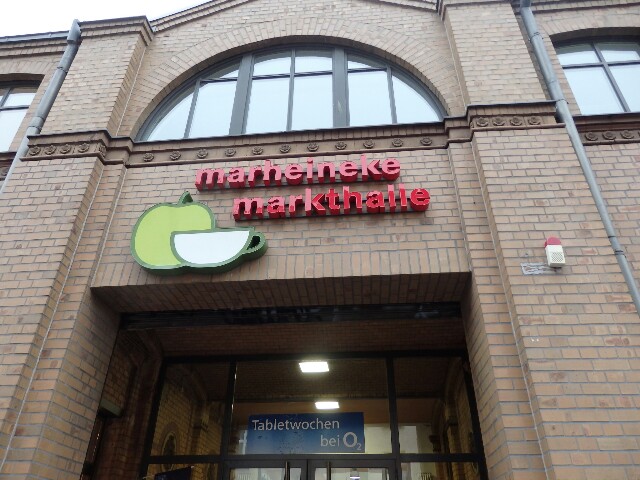 marheineke
markthalle
Tabletwochen
bei O2